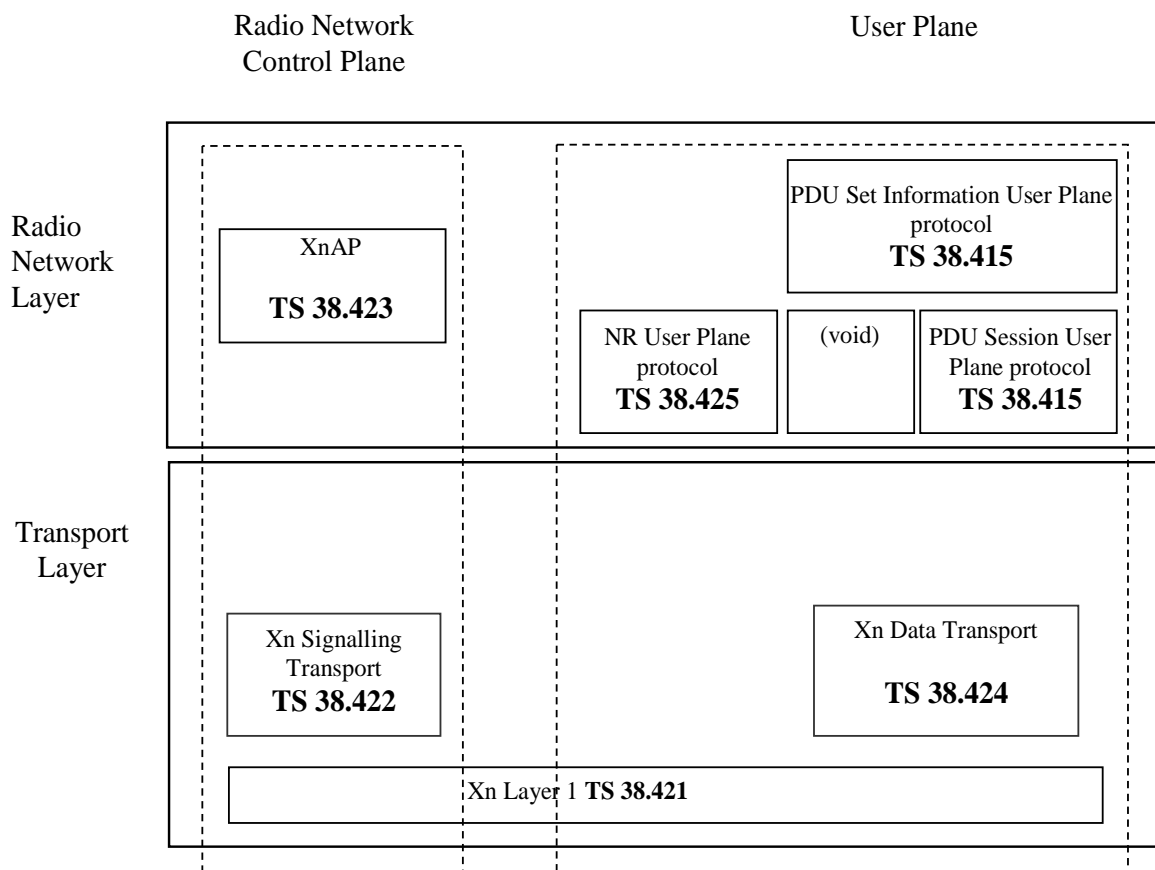 Radio Network
Control Plane
User Plane
Radio
Network
Layer
XnAP
TS 38.423
PDU Set Information User Plane
protocol
TS 38.415
NR User Plane
protocol
TS 38.425
(void)
PDU Session User
Plane protocol
TS 38.415
Transport
Layer
Xn Signalling
Transport
TS 38.422
Xn Data Transport
TS 38.424
Xn Layer 1 TS 38.421